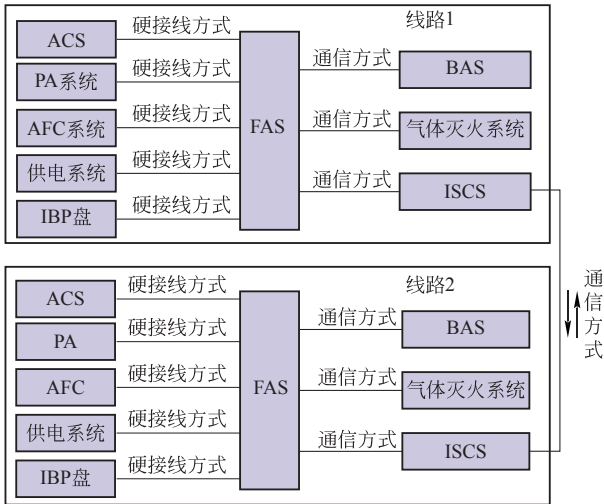 线路1
ACS
硬接线方式
PA系统
硬接线方式
AFC系统
硬接线方式
供电系统
硬接线方式
IBP盘
硬接线方式
FAS
通信方式
BAS
通信方式
气体灭火系统
通信方式
ISCS
通信方式
线路2
ACS
硬接线方式
PA
硬接线方式
AFC
硬接线方式
供电系统
硬接线方式
IBP盘
硬接线方式
FAS
通信方式
BAS
通信方式
气体灭火系统
通信方式
ISCS